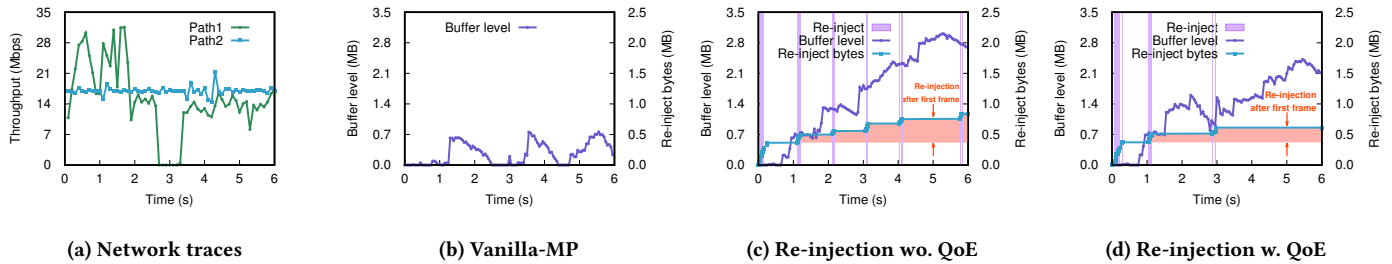 Throughput (Mbps)
35
28
21
14
7
0
Path1
Path2
0 1 2 3 4 5 6
Time (s)
(a) Network traces
Buffer level (MB)
3.5
2.8
2.1
1.4
0.7
0.0
Buffer level
2.5
2.0
1.5
1.0
0.5
0.0
Re-inject bytes (MB)
0 1 2 3 4 5 6
Time (s)
(b) Vanilla-MP
Buffer level (MB)
3.5
2.8
2.1
1.4
0.7
0.0
Re-inject
Buffer level
Re-inject bytes
Re-injection
after first frame
2.5
2.0
1.5
1.0
0.5
0.0
Re-inject bytes (MB)
0 1 2 3 4 5 6
Time (s)
(c) Re-injection wo. QoE
Buffer level (MB)
3.5
2.8
2.1
1.4
0.7
0.0
Re-inject
Buffer level
Re-inject bytes
Re-injection
after first frame
2.5
2.0
1.5
1.0
0.5
0.0
Re-inject bytes (MB)
0 1 2 3 4 5 6
Time (s)
(d) Re-injection w. QoE